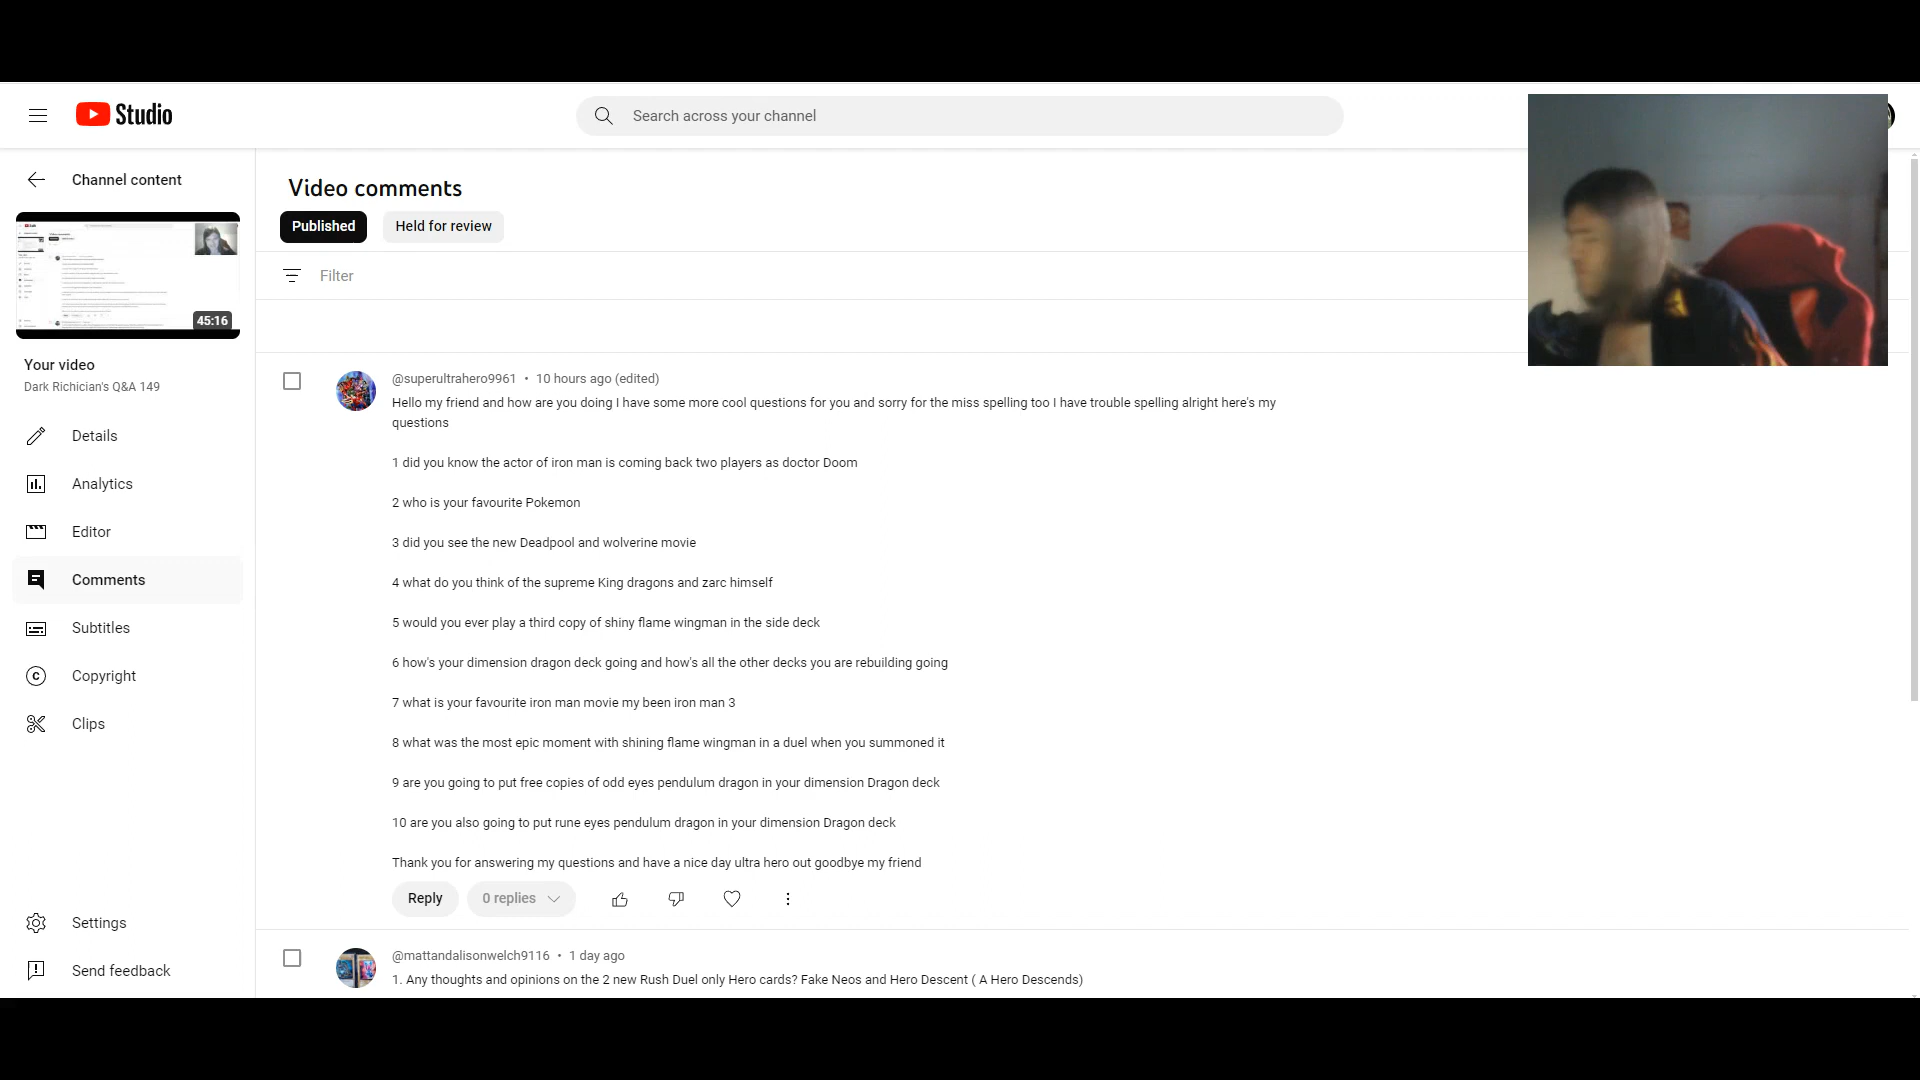 Studio
Search across your channel
Channel content
Video comments
Published
Held for review
Filter
45:16
Your video
Dark Richician's Q&A 149
Details
Analytics
Editor
Comments
Subtitles
Copyright
Clips
Settings
Send feedback
@superultrahero9961 • 10 hours ago (edited)
Hello my friend and how are you doing I have some more cool questions for you and sorry for the miss spelling too I have trouble spelling alright here's my
questions
1 did you know the actor of iron man is coming back two players as doctor Doom
2 who is your favourite Pokemon
3 did you see the new Deadpool and wolverine movie
4 what do you think of the supreme King dragons and zarc himself
5 would you ever play a third copy of shiny flame wingman in the side deck
6 how's your dimension dragon deck going and how's all the other decks you are rebuilding going
7 what is your favourite iron man movie my been iron man 3
8 what was the most epic moment with shining flame wingman in a duel when you summoned it
9 are you going to put free copies of odd eyes pendulum dragon in your dimension Dragon deck
10 are you also going to put rune eyes pendulum dragon in your dimension Dragon deck
Thank you for answering my questions and have a nice day ultra hero out goodbye my friend
Reply
0 replies
@mattandalisonwelch9116 • 1 day ago
1. Any thoughts and opinions on the 2 new Rush Duel only Hero cards? Fake Neos and Hero Descent ( A Hero Descends)